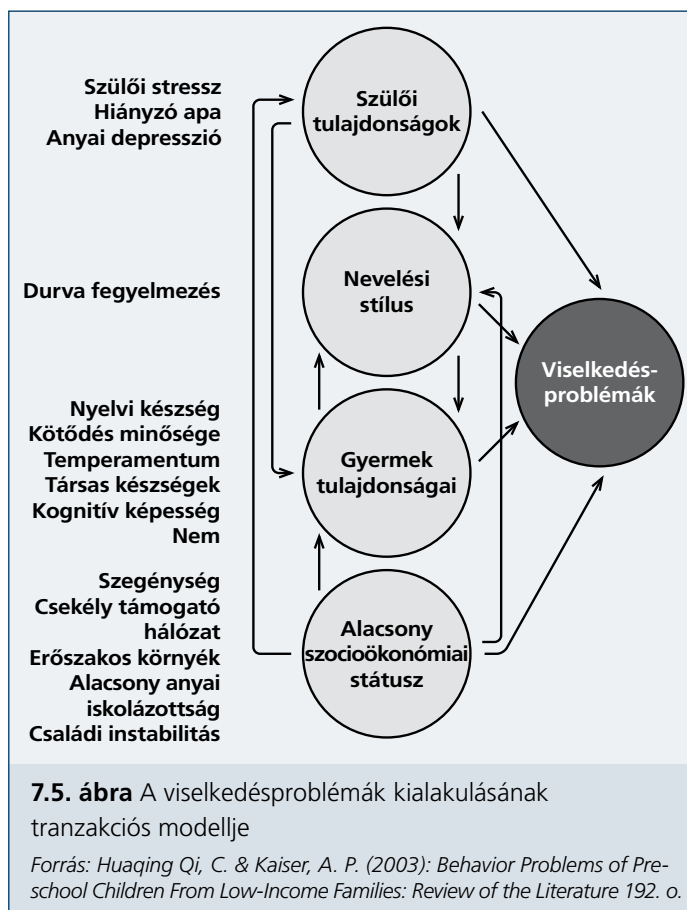 Szülői stressz
Hiányzó apa
Anyai depresszió
Szülői
tulajdonságok
Durva fegyelmezés
Nevelési
stílus
Viselkedés-
problémák
Nyelvi készség
Kötődés minősége
Temperamentum
Társas készségek
Kognitív képesség
Nem
Gyermek
tulajdonságai
Szegénység
Csekély támogató
hálózat
Erőszakos környék
Alacsony anyai
iskolázottság
Családi instabilitás
Alacsony
szocioökonómiai
státusz
7.5. ábra A viselkedésproblémák kialakulásának
tranzakciós modellje
Forrás: Huaqing Qi, C. & Kaiser, A. P. (2003): Behavior Problems of Pre-
school Children From Low-Income Families: Review of the Literature 192. o.